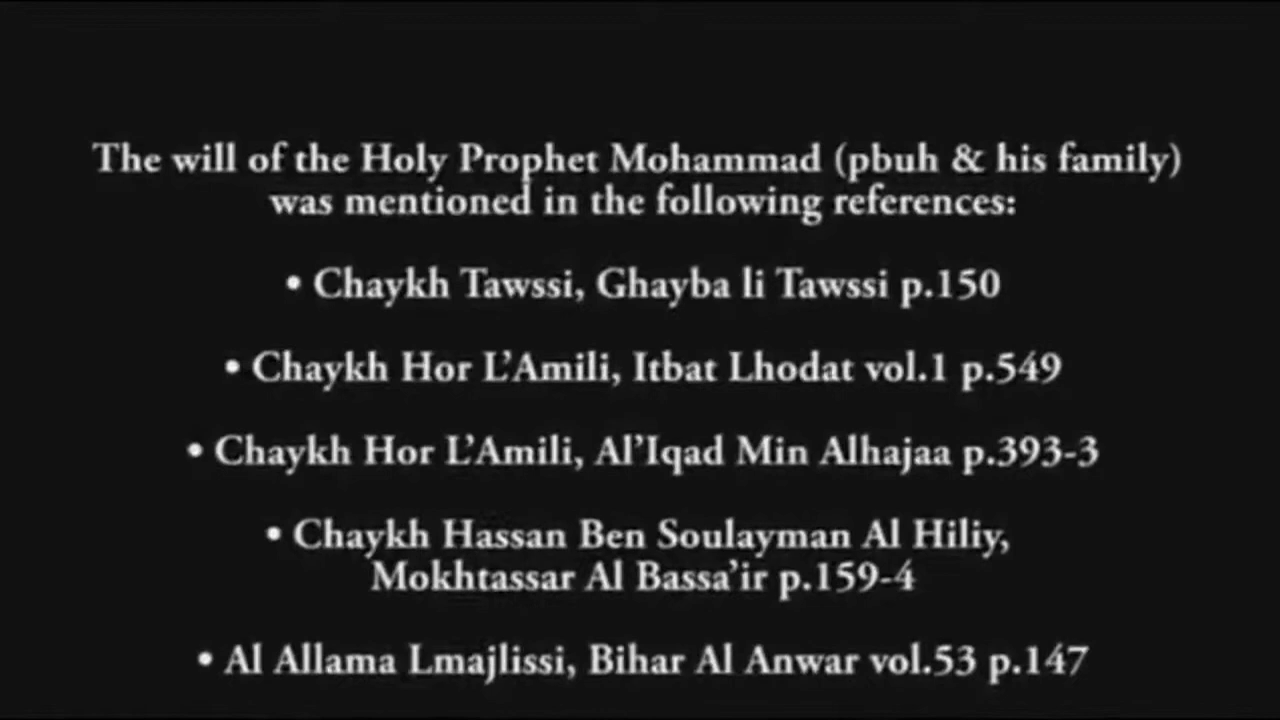 The will of the Holy Prophet Mohammad (pbuh & his family)
was mentioned in the following references:
• Chaykh Tawssi, Ghayba li Tawssi p.150
• Chaykh Hor L’Amili, Itbat Lhodat vol.1 p.549
• Chaykh Hor L’Amili, Al’Iqad Min Alhajaa p.393-3
• Chaykh Hassan Ben Soulayman Al Hiliy,
Mokhtassar Al Bassa’ir p.159-4
• Al Allama Lmajlissi, Bihar Al Anwar vol.53 p.147